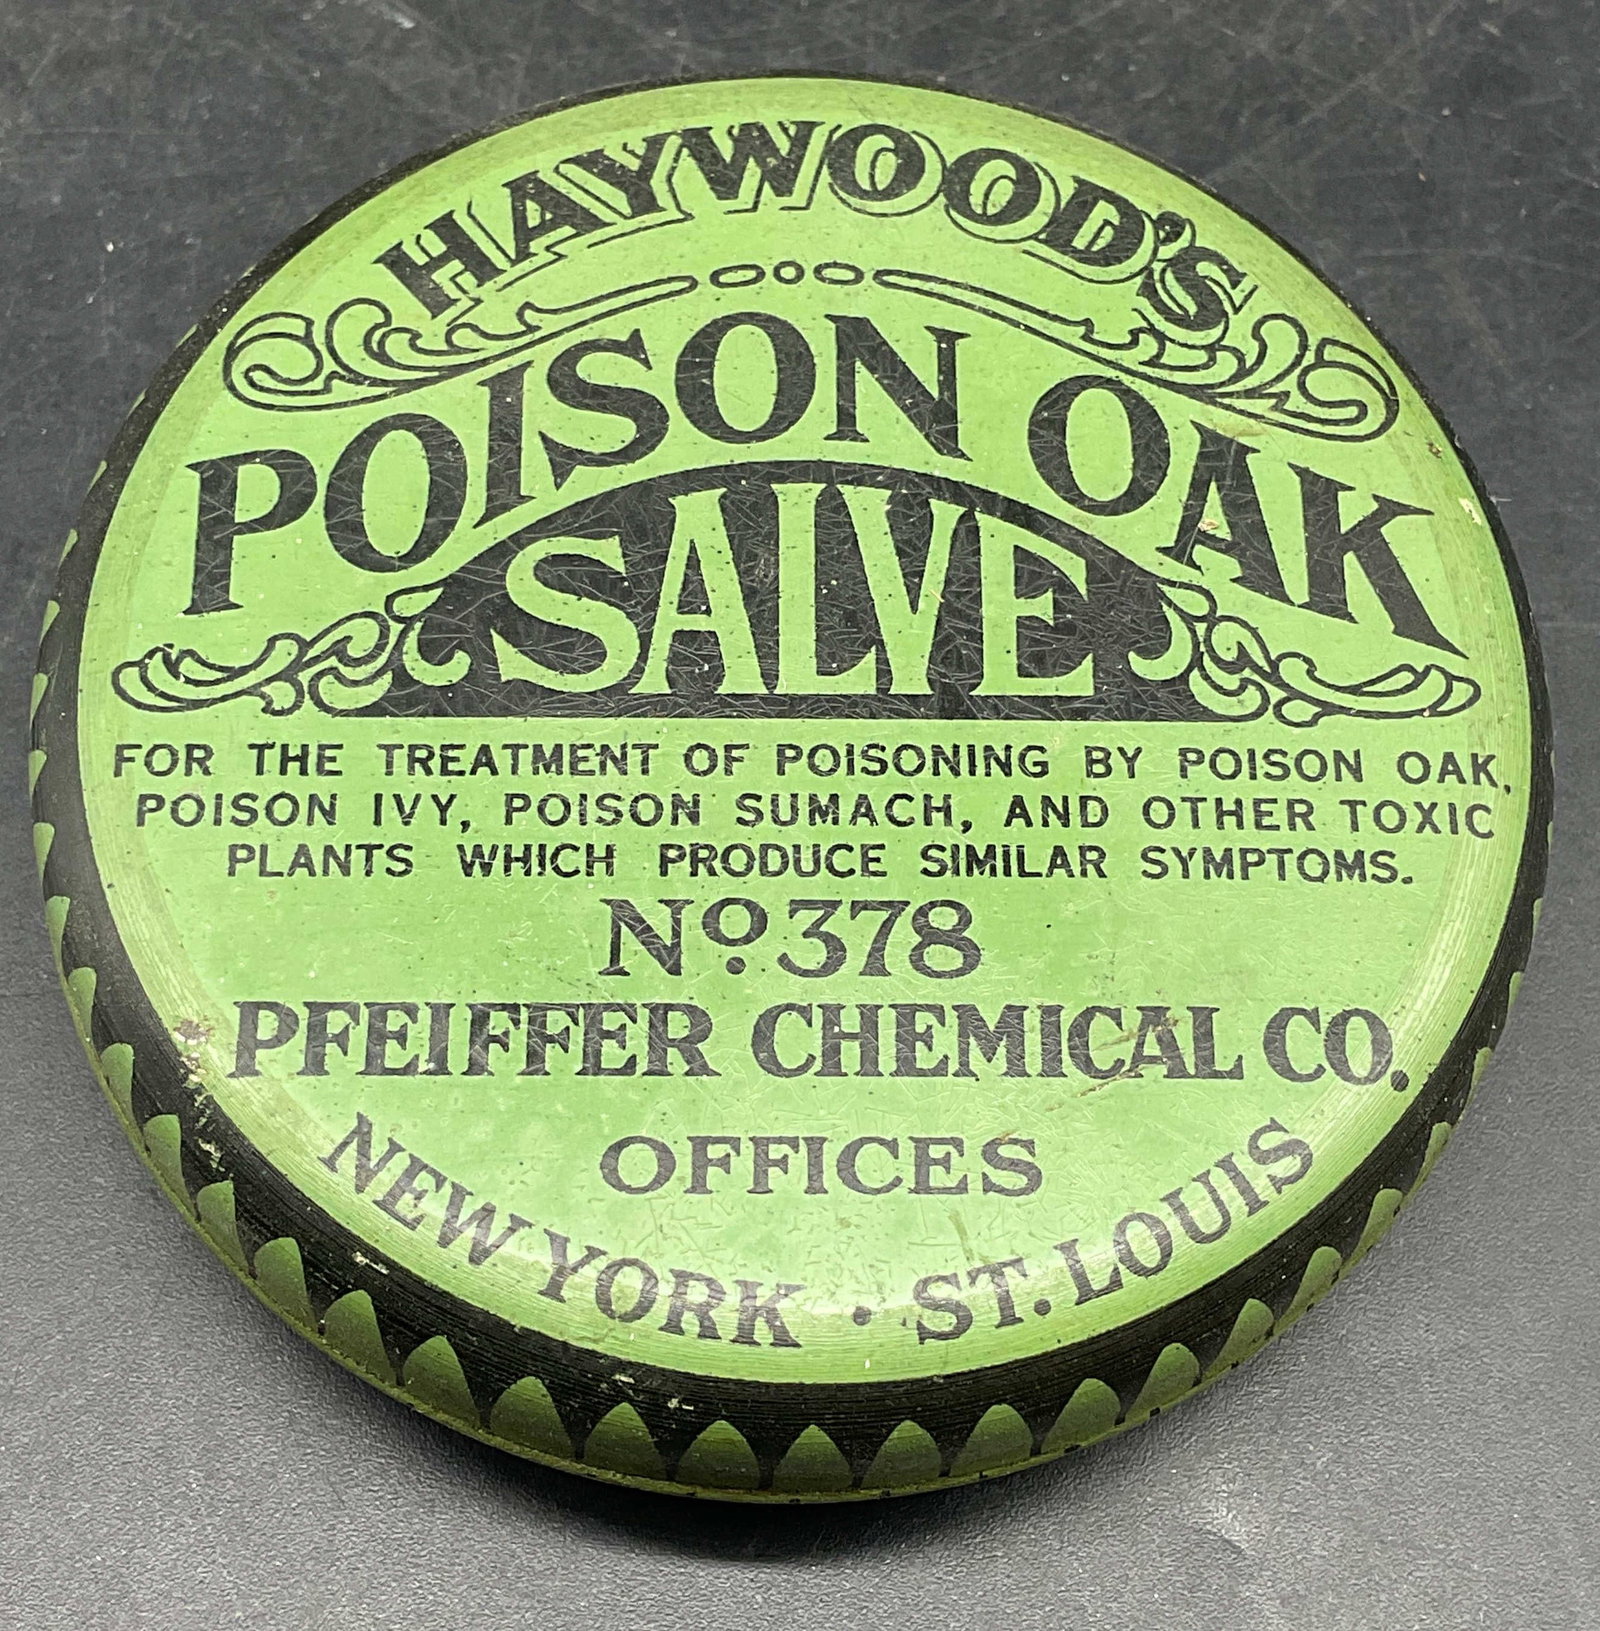 HAYWOOD'S
POISON OAK
SALVE
FOR THE TREATMENT OF POISONING BY POISON OAK,
POISON IVY, POISON SUMACH, AND OTHER TOXIC
PLANTS WHICH PRODUCE SIMILAR SYMPTOMS.
No. 378
PFEIFFER CHEMICAL CO.
OFFICES
NEW YORK · ST. LOUIS